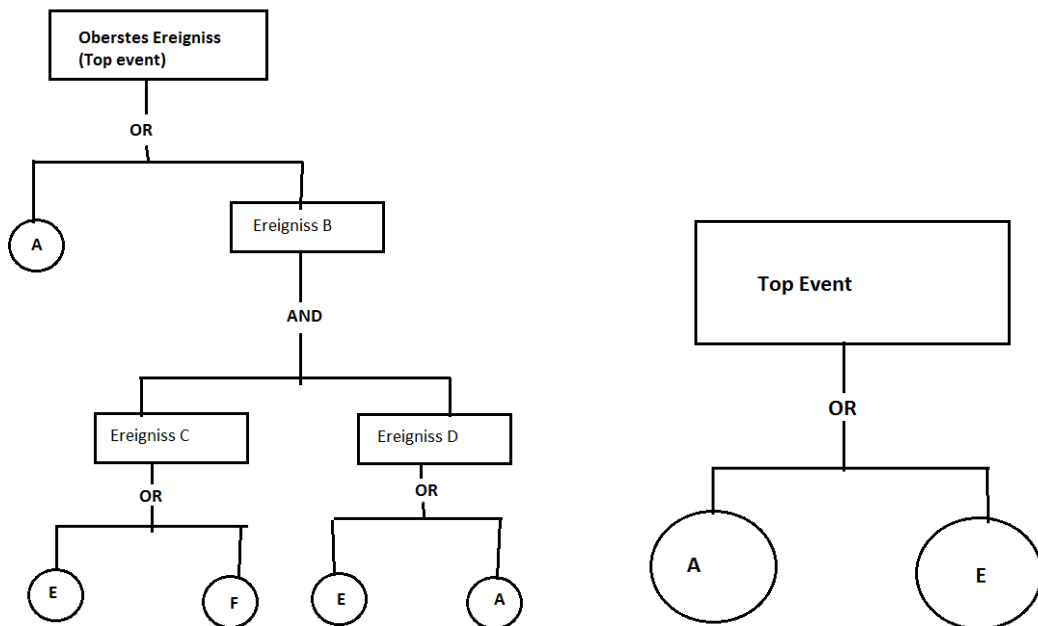 Oberstes Ereigniss
(Top event)
OR
A
Ereigniss B
AND
Ereigniss C
Ereigniss D
OR
OR
E
F
E
A
Top Event
OR
A
E